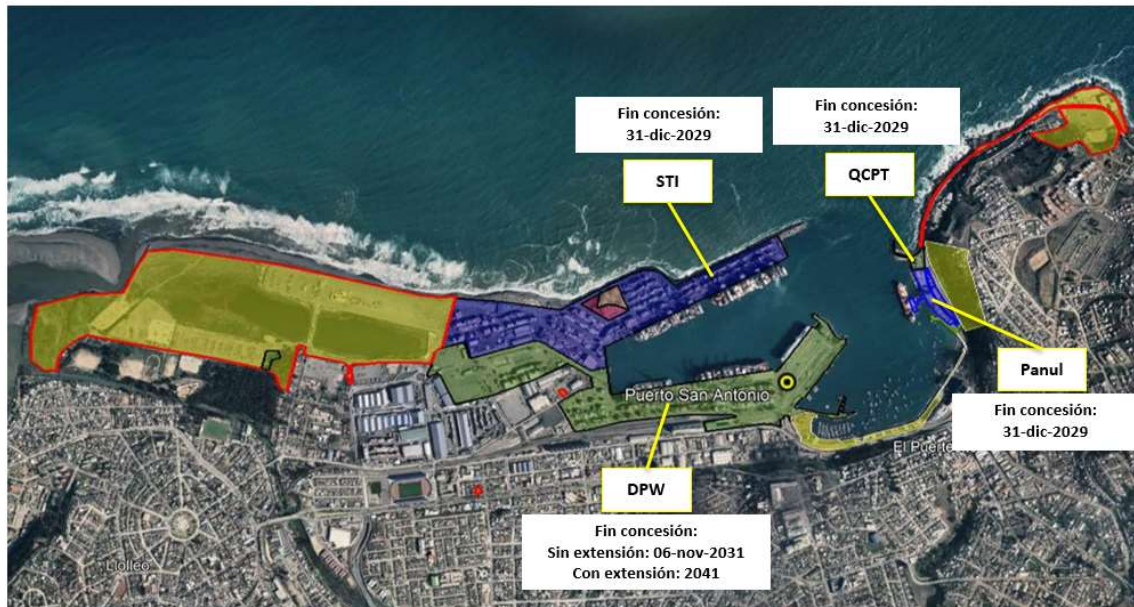 Fin concesión:
31-dic-2029
STI
Fin concesión:
31-dic-2029
QCPT
Panul
Fin concesión:
31-dic-2029
Puerto San Antonio
El Puerte
DPW
Fin concesión:
Sin extensión: 06-nov-2031
Con extensión: 2041
Llolleo